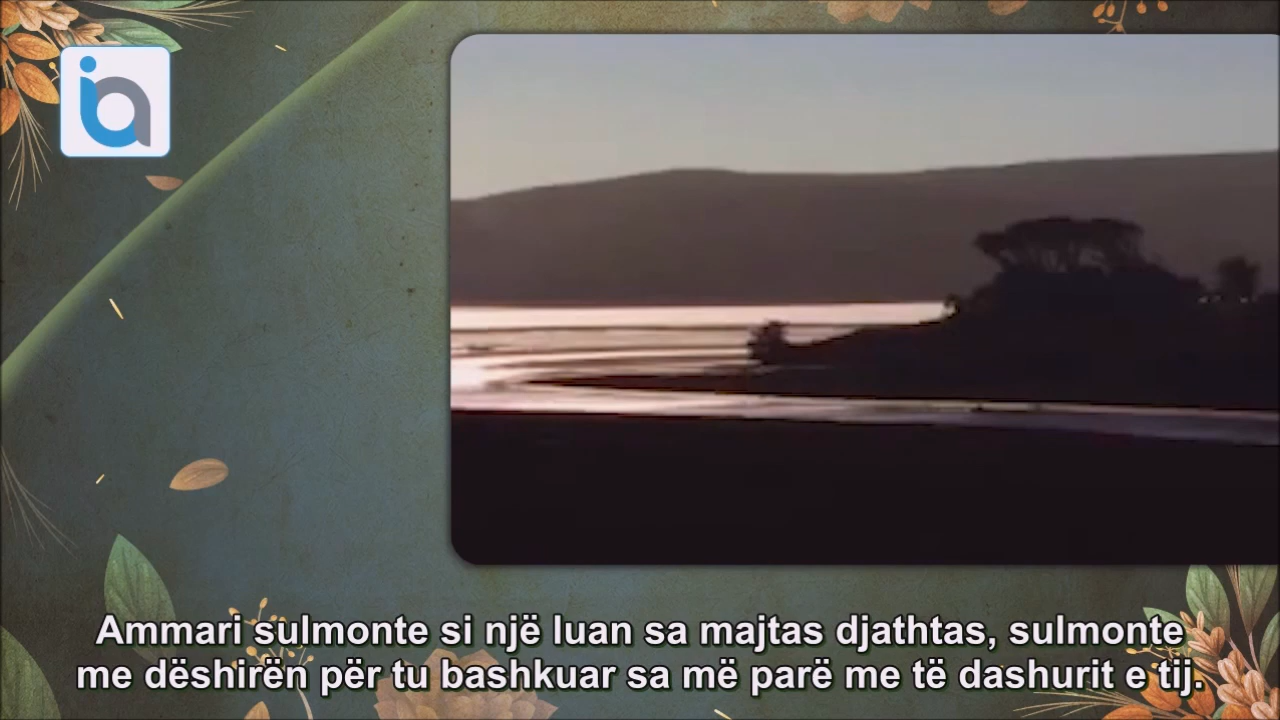 Ammari sulmonte si një luan sa majtas djathtas, sulmonte
me dëshirën për tu bashkuar sa më parë me të dashurit e tij.